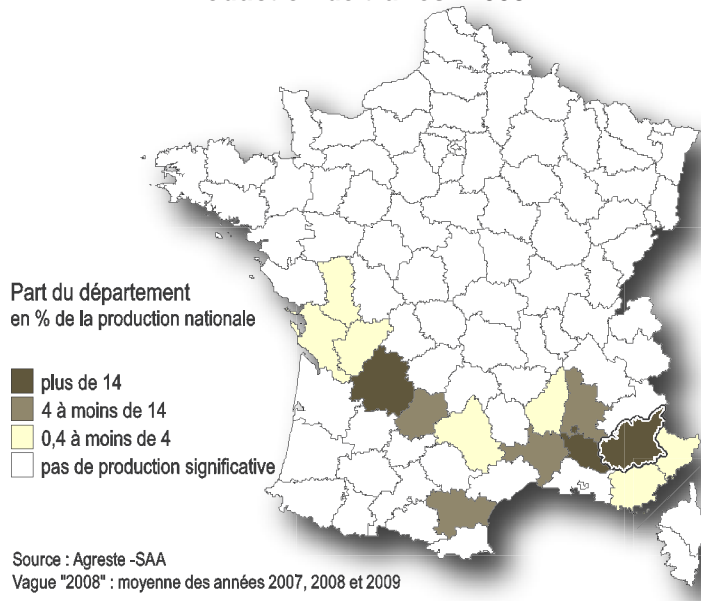 Part du département
en % de la production nationale
plus de 14
4 à moins de 14
0,4 à moins de 4
pas de production significative
Source : Agreste -SAA
Vague "2008" : moyenne des années 2007, 2008 et 2009